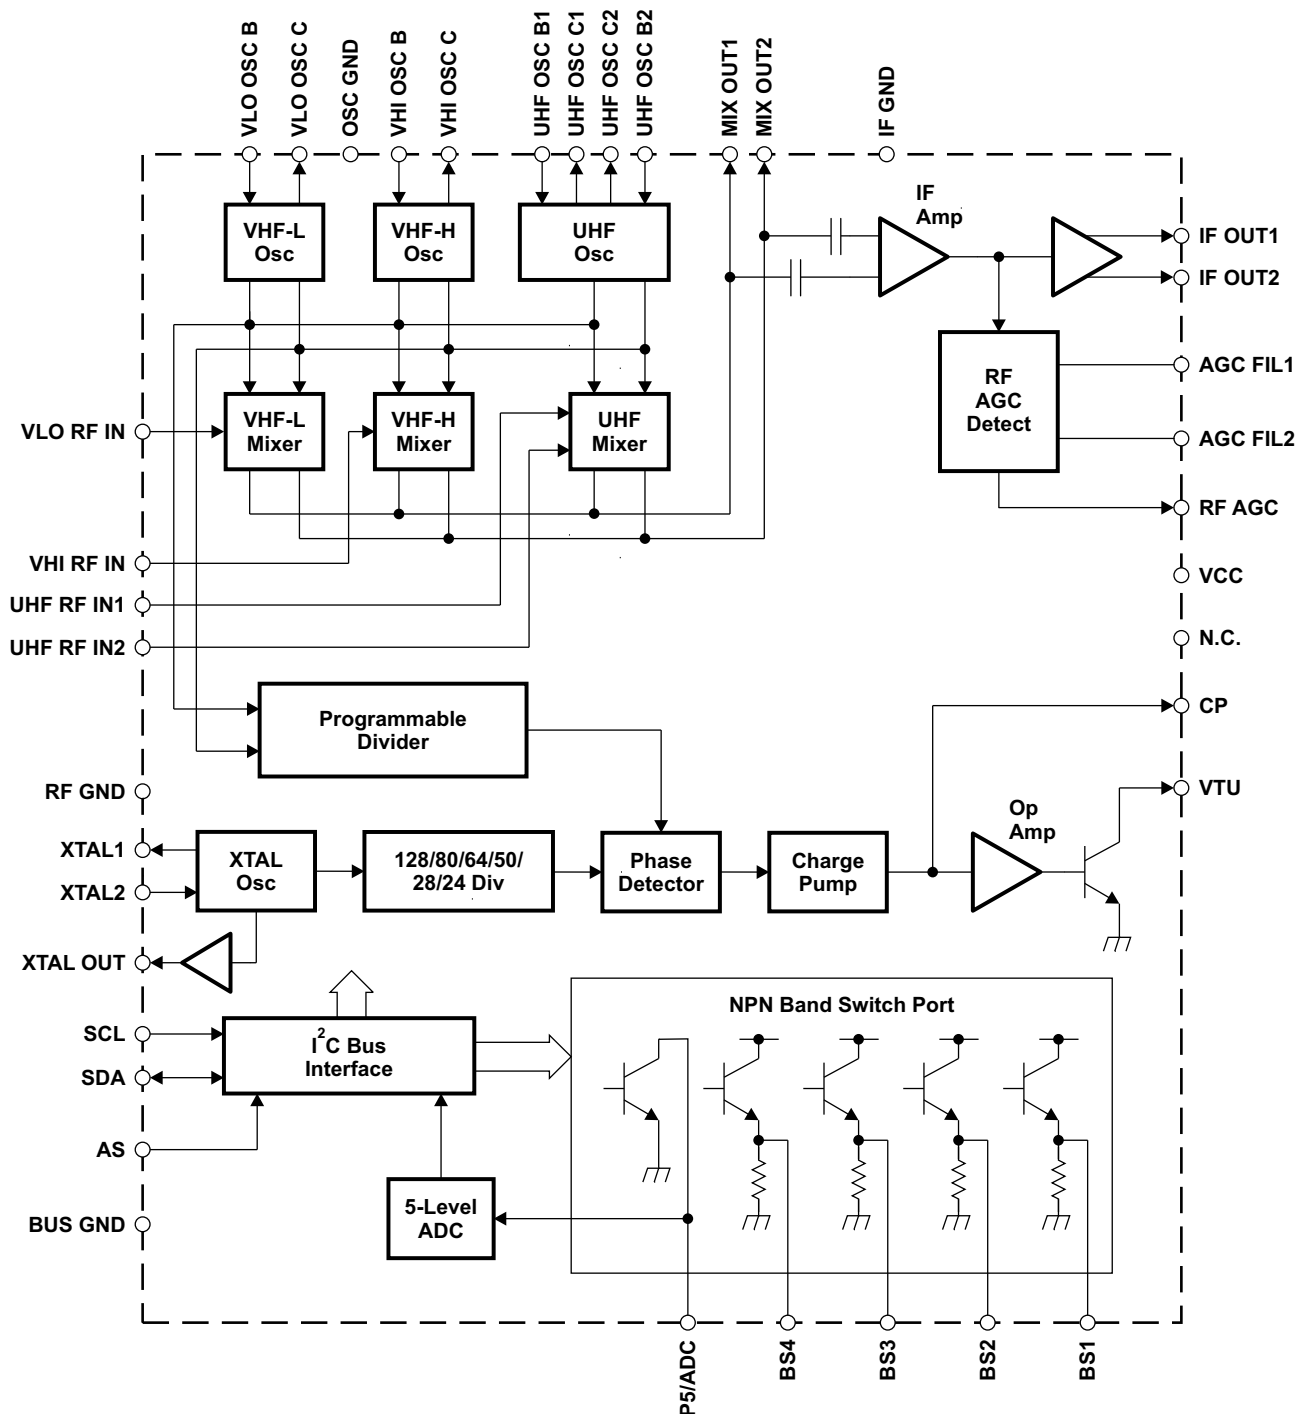 VLO OSC B
VLO OSC C
OSC GND
VHI OSC B
VHI OSC C
UHF OSC B1
UHF OSC C1
UHF OSC C2
UHF OSC B2
MIX OUT1
MIX OUT2
IF GND
VHF-L
Osc
VHF-H
Osc
UHF
Osc
IF
Amp
IF OUT1
IF OUT2
RF
AGC
Detect
AGC FIL1
AGC FIL2
RF AGC
VLO RF IN
VHF-L
Mixer
VHF-H
Mixer
UHF
Mixer
VHI RF IN
UHF RF IN1
UHF RF IN2
VCC
N.C.
CP
VTU
Programmable
Divider
RF GND
XTAL1
XTAL2
XTAL OUT
XTAL
Osc
128/80/64/50/
28/24 Div
Phase
Detector
Charge
Pump
Op
Amp
SCL
SDA
AS
BUS GND
I2C Bus
Interface
5-Level
ADC
NPN Band Switch Port
P5/ADC
BS4
BS3
BS2
BS1